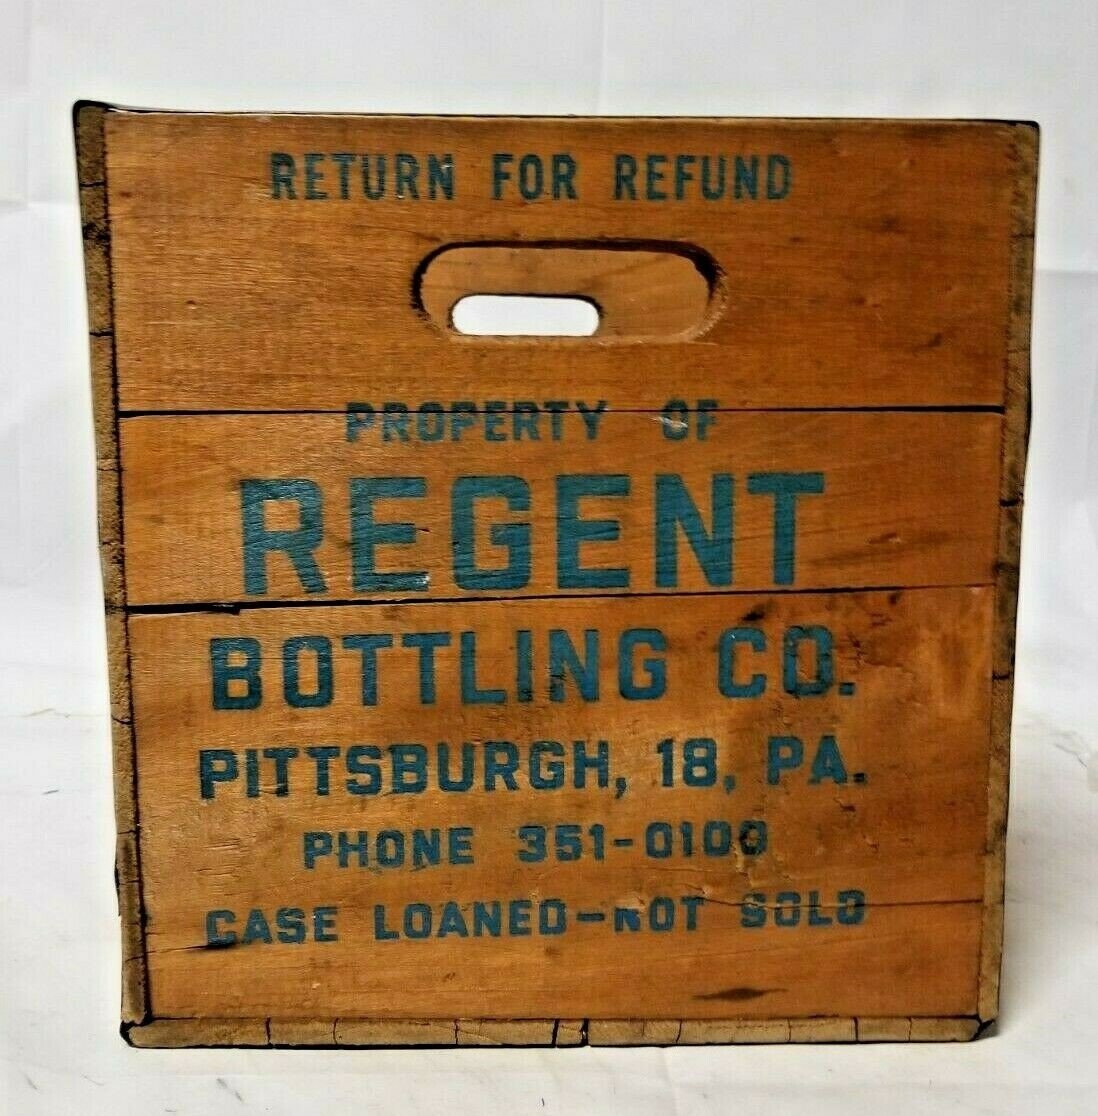 RETURN FOR REFUND
PROPERTY OF
REGENT
BOTTLING CO.
PITTSBURGH, 18, PA.
PHONE 351-0100
CASE LOANED-NOT SOLD